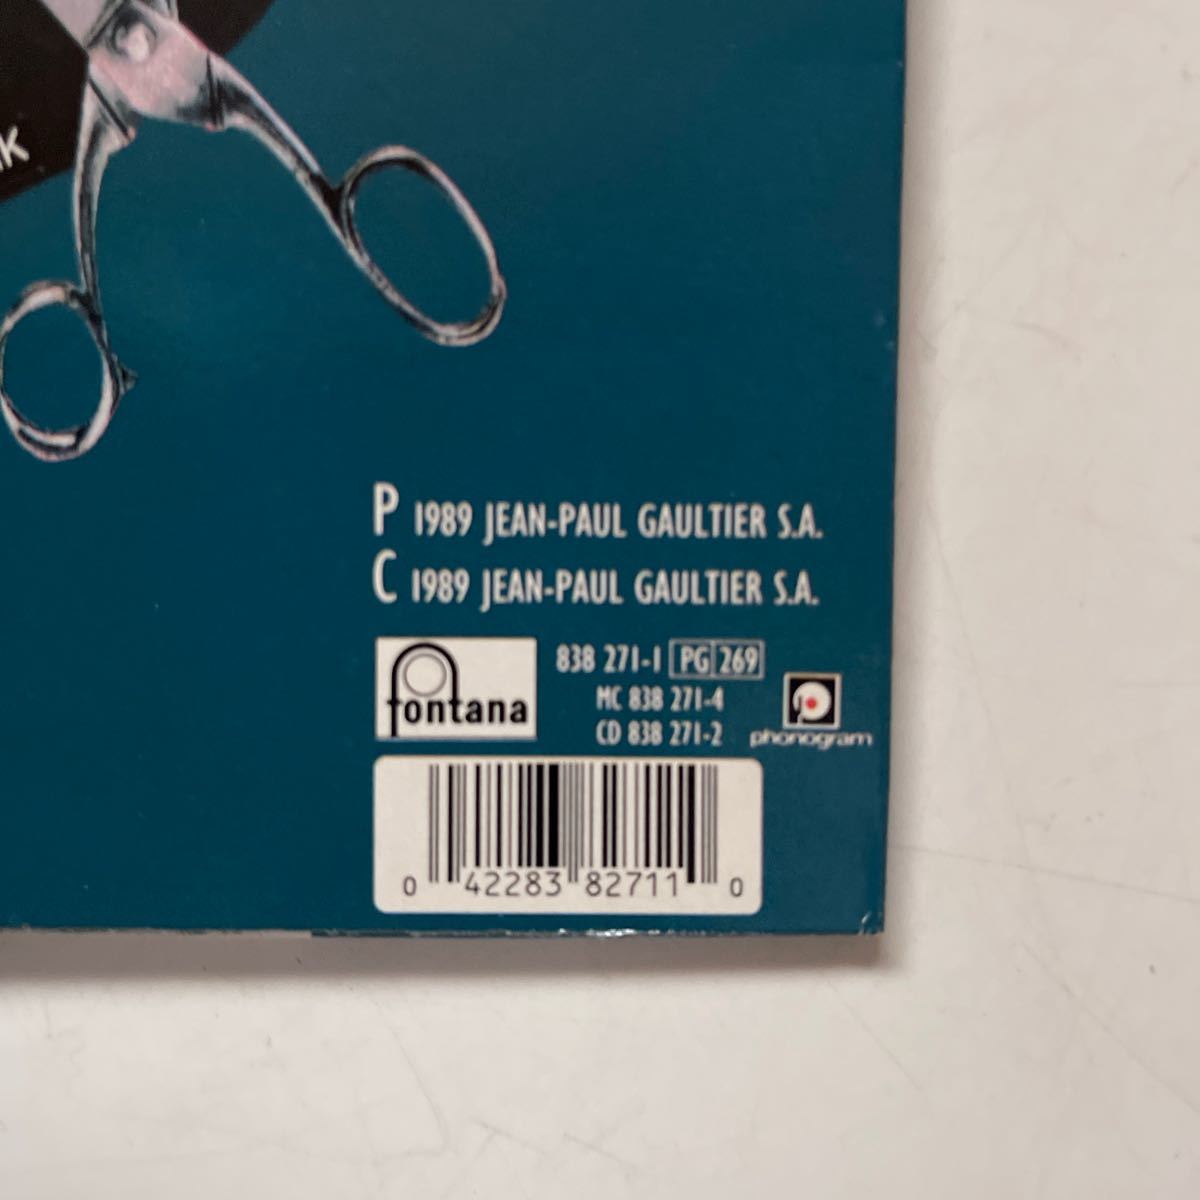 P 1989 JEAN-PAUL GAULTIER S.A.
C 1989 JEAN-PAUL GAULTIER S.A.
fontana
838 271-1 PG 269
MC 838 271-4
CD 838 271-2
phonogram
0 42283 82711 0